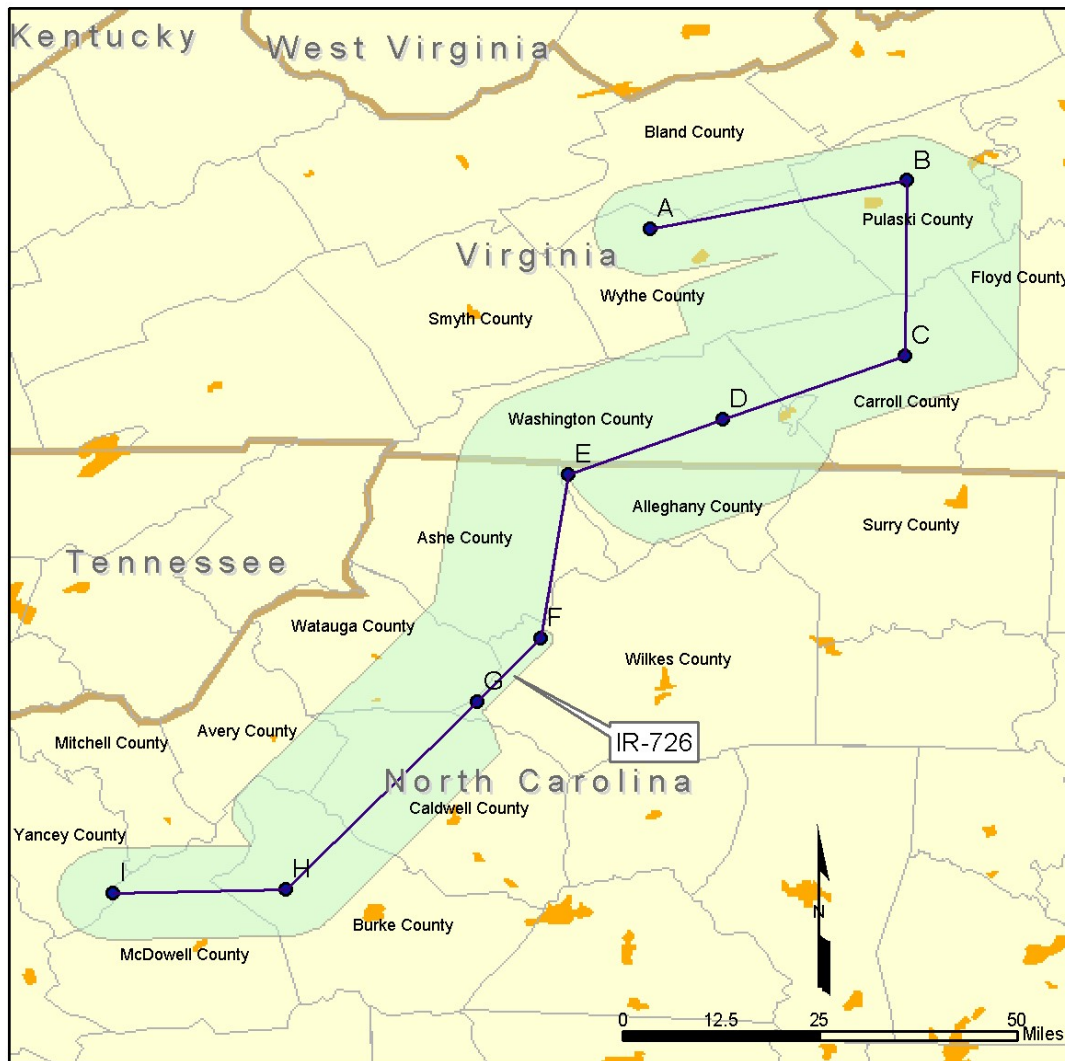 Kentucky
West Virginia
Bland County
B
A
Pulaski County
Virginia
Floyd County
Wythe County
Smyth County
C
Carroll County
D
Washington County
E
Alleghany County
Surry County
Ashe County
Tennessee
Watauga County
F
Wilkes County
G
Avery County
Mitchell County
IR-726
North Carolina
Caldwell County
Yancey County
I
H
Burke County
N
McDowell County
0 12.5 25 50 Miles